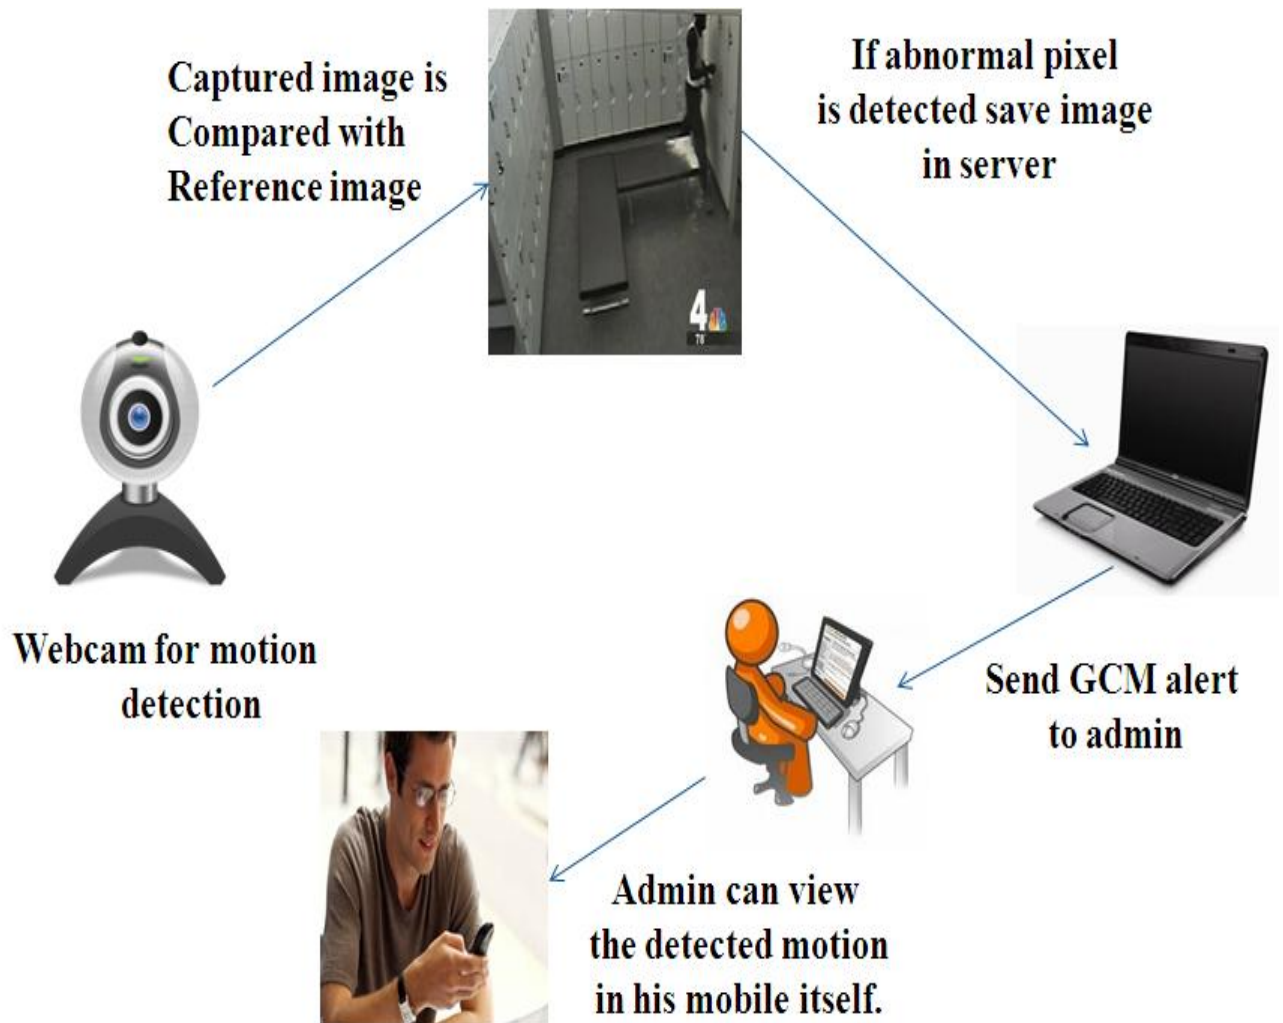 Captured image is
Compared with
Reference image
If abnormal pixel
is detected save image
in server
4
78°
Webcam for motion
detection
Send GCM alert
to admin
Admin can view
the detected motion
in his mobile itself.